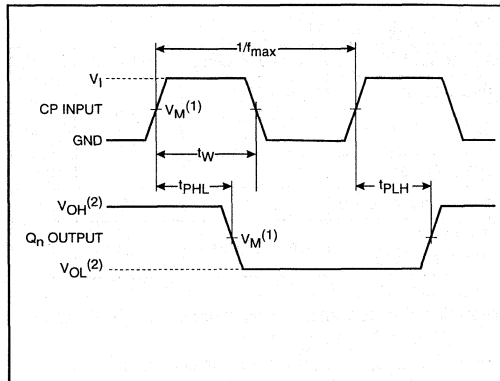 1/fmax
VI
CP INPUT
VM(1)
GND
tW
tPHL
tPLH
VOH(2)
Qn OUTPUT
VM(1)
VOL(2)